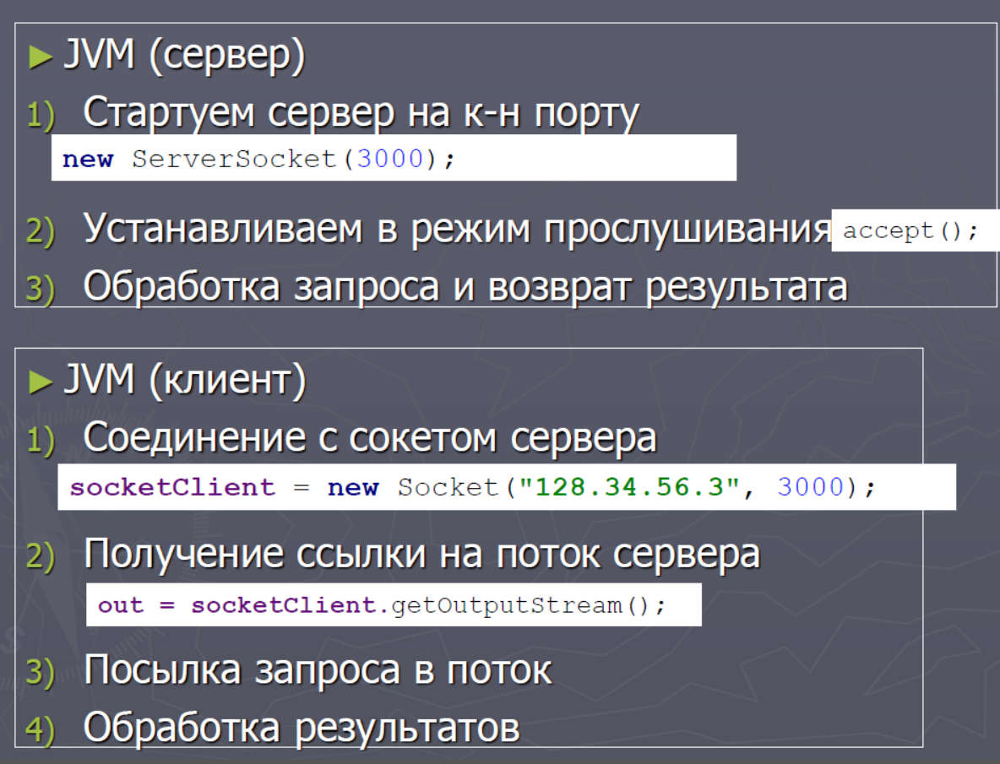 ► JVM (сервер)
1) Стартуем сервер на к-н порту
new ServerSocket(3000);
2) Устанавливаем в режим прослушивания accept();
3) Обработка запроса и возврат результата
► JVM (клиент)
1) Соединение с сокетом сервера
socketClient = new Socket("128.34.56.3", 3000);
2) Получение ссылки на поток сервера
out = socketClient.getOutputStream();
3) Посылка запроса в поток
4) Обработка результатов